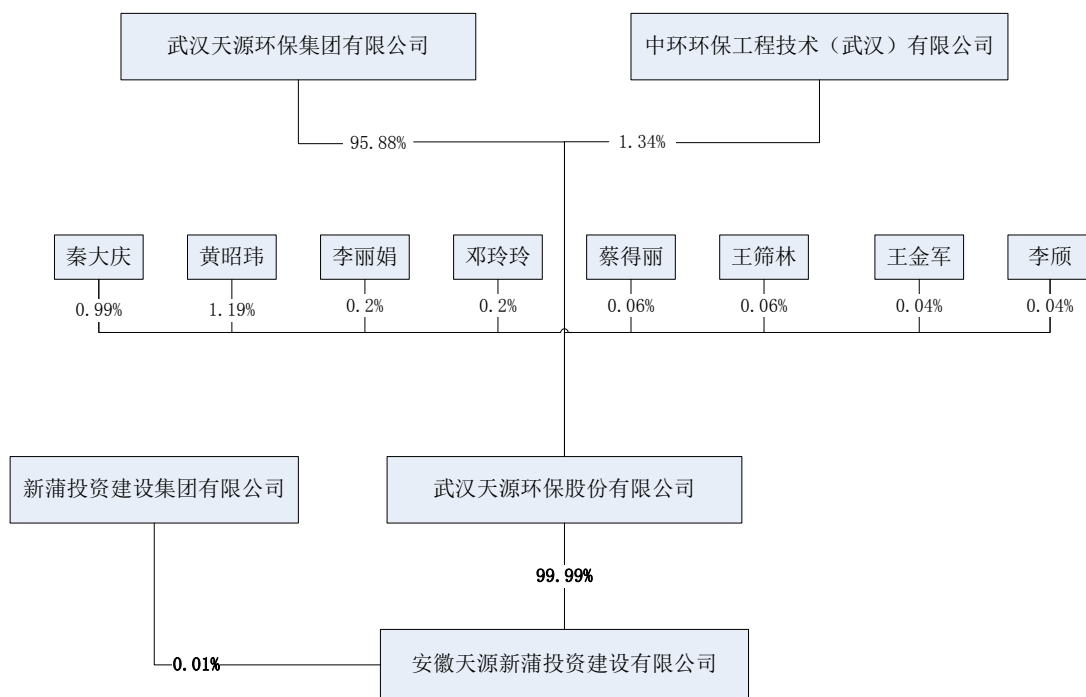 武汉天源环保集团有限公司
中环环保工程技术（武汉）有限公司
95.88%
1.34%
秦大庆
黄昭玮
李丽娟
邓玲玲
蔡得丽
王筛林
王金军
李颀
0.99%
1.19%
0.2%
0.2%
0.06%
0.06%
0.04%
0.04%
新蒲投资建设集团有限公司
武汉天源环保股份有限公司
99.99%
0.01%
安徽天源新蒲投资建设有限公司